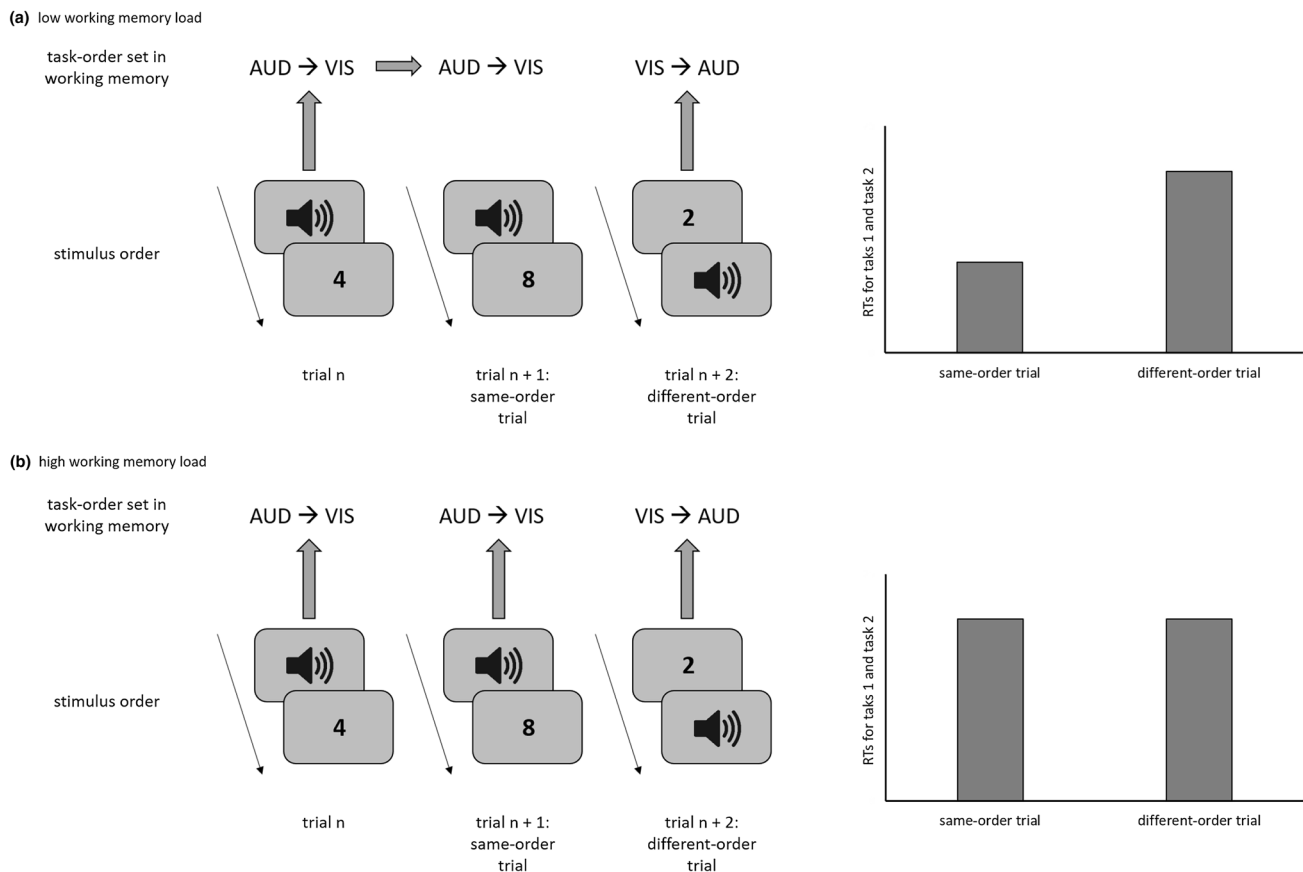 (a) low working memory load
task-order set in
working memory
AUD → VIS
AUD → VIS
VIS → AUD
stimulus order
4
8
2
trial n
trial n + 1:
same-order
trial
trial n + 2:
different-order
trial
RTs for taks 1 and task 2
same-order trial
different-order trial
(b) high working memory load
task-order set in
working memory
AUD → VIS
AUD → VIS
VIS → AUD
stimulus order
4
8
2
trial n
trial n + 1:
same-order
trial
trial n + 2:
different-order
trial
RTs for taks 1 and task 2
same-order trial
different-order trial